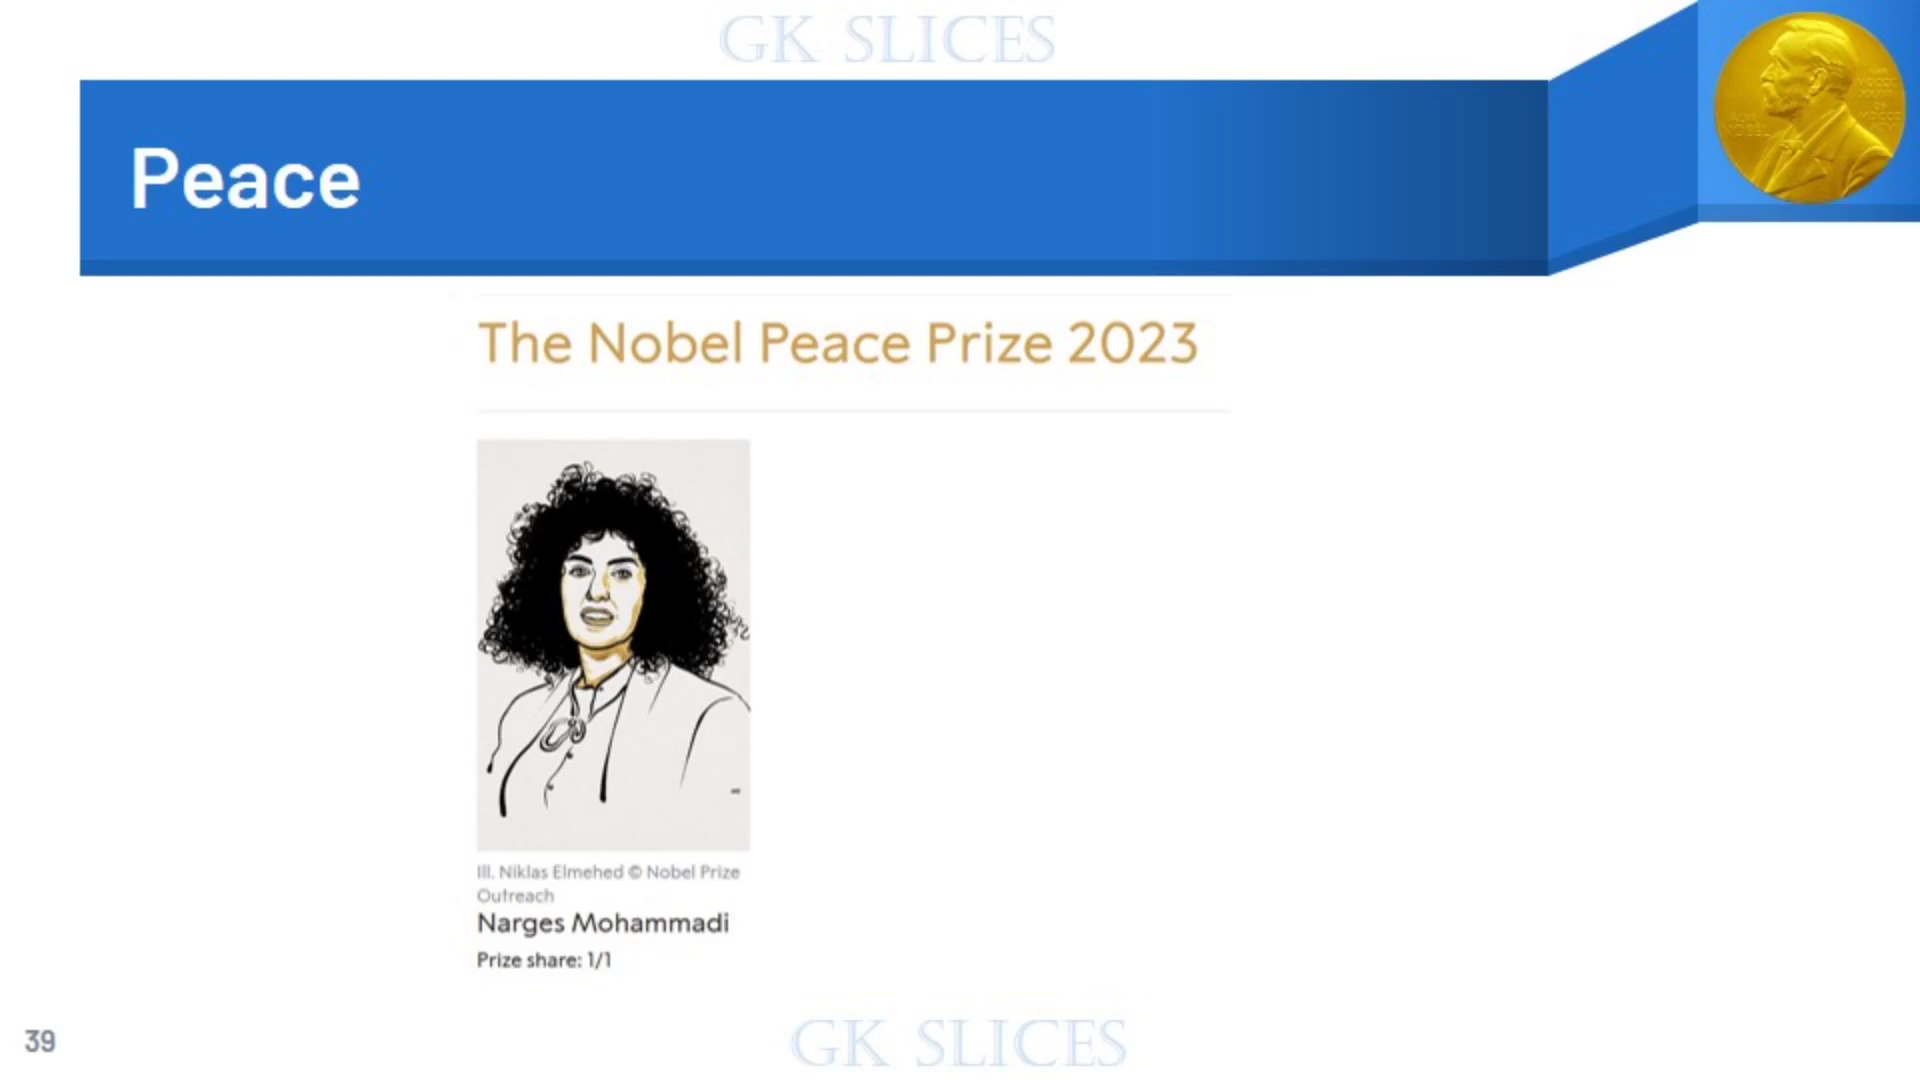 GK SLICES
Peace
The Nobel Peace Prize 2023
Ill. Niklas Elmehed © Nobel Prize
Outreach
Narges Mohammadi
Prize share: 1/1
39
GK SLICES